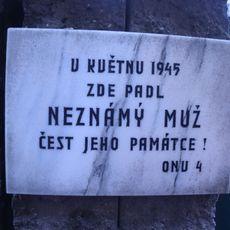 V KVĚTNU 1945
ZDE PADL
NEZNÁMÝ MUŽ
ČEST JEHO PAMÁTCE!
ONV 4